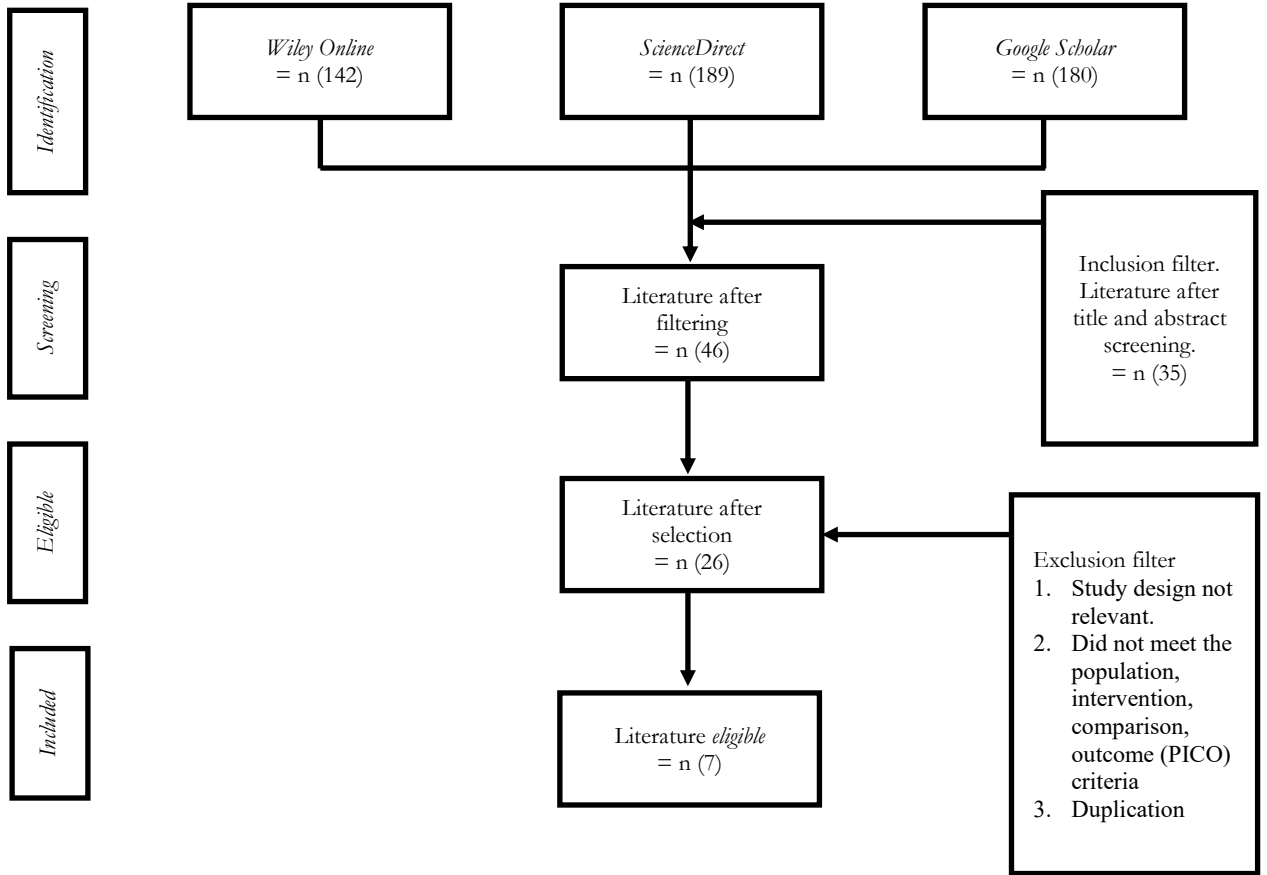 Identification
Wiley Online
= n (142)
ScienceDirect
= n (189)
Google Scholar
= n (180)
Screening
Literature after
filtering
= n (46)
Inclusion filter.
Literature after
title and abstract
screening.
= n (35)
Eligible
Literature after
selection
= n (26)
Exclusion filter
1. Study design not
relevant.
2. Did not meet the
population,
intervention,
comparison,
outcome (PICO)
criteria
3. Duplication
Included
Literature eligible
= n (7)